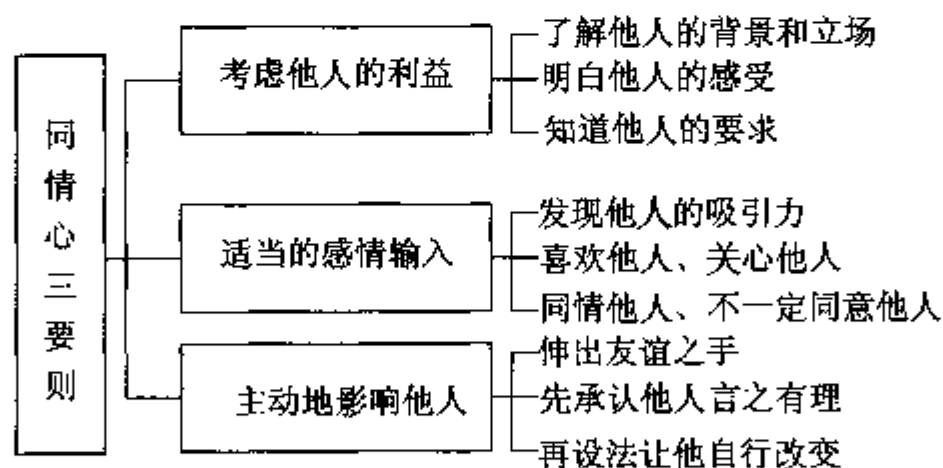 同情心三要则
考虑他人的利益
了解他人的背景和立场
明白他人的感受
知道他人的要求
适当的感情输入
发现他人的吸引力
喜欢他人、关心他人
同情他人、不一定同意他人
主动地影响他人
伸出友谊之手
先承认他人言之有理
再设法让他自行改变